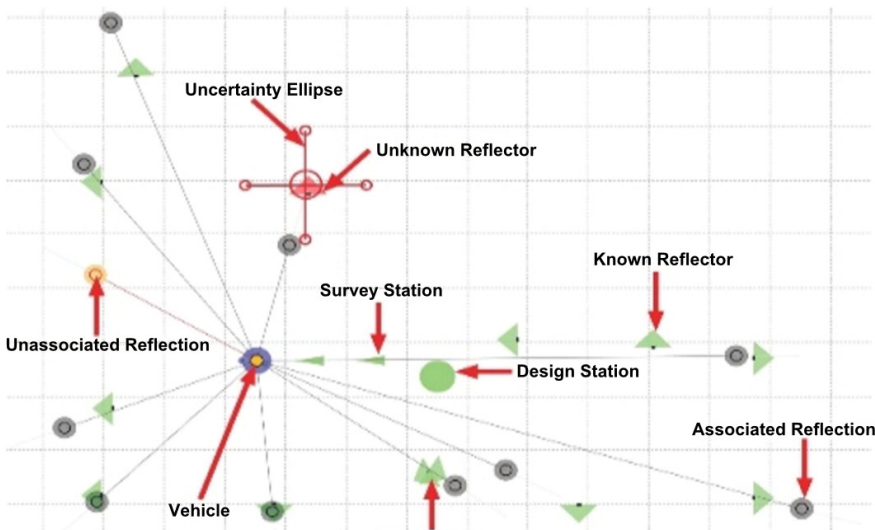 Uncertainty Ellipse
Unknown Reflector
Known Reflector
Survey Station
Unassociated Reflection
Design Station
Associated Reflection
Vehicle